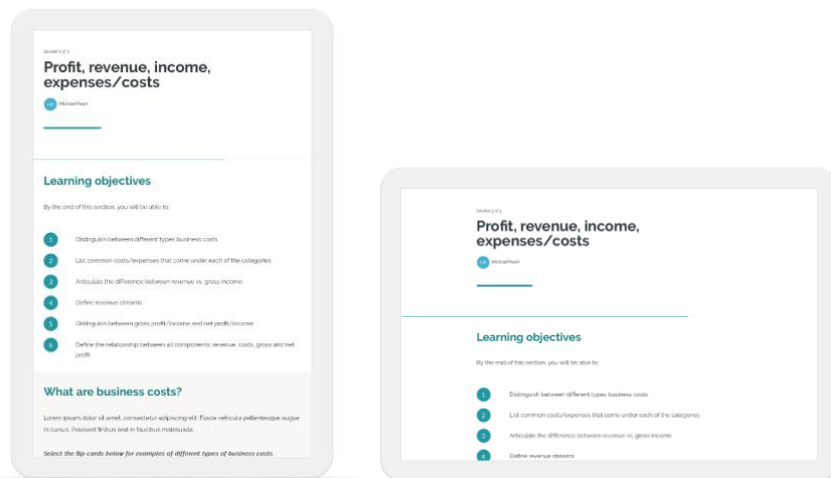 Profit, revenue, income,
expenses/costs
MP Michael Pearl
Learning objectives
By the end of this section, you will be able to:
1 Distinguish between different types business costs
2 List common costs/expenses that come under each of the categories
3 Articulate the difference between revenue vs. gross income
4 Define revenue streams
5 Distinguish between gross profit/income and net profit/income
6 Define the relationship between all components: revenue, costs, gross and net
profit
What are business costs?
Lorem ipsum dolor sit amet, consectetur adipiscing elit. Fusce vehicula pellentesque augue
in cursus. Praesent finibus erat in faucibus malesuada.
Select the flip cards below for examples of different types of business costs.
Profit, revenue, income,
expenses/costs
MP Michael Pearl
Learning objectives
By the end of this section, you will be able to:
1 Distinguish between different types business costs
2 List common costs/expenses that come under each of the categories
3 Articulate the difference between revenue vs. gross income
4 Define revenue streams